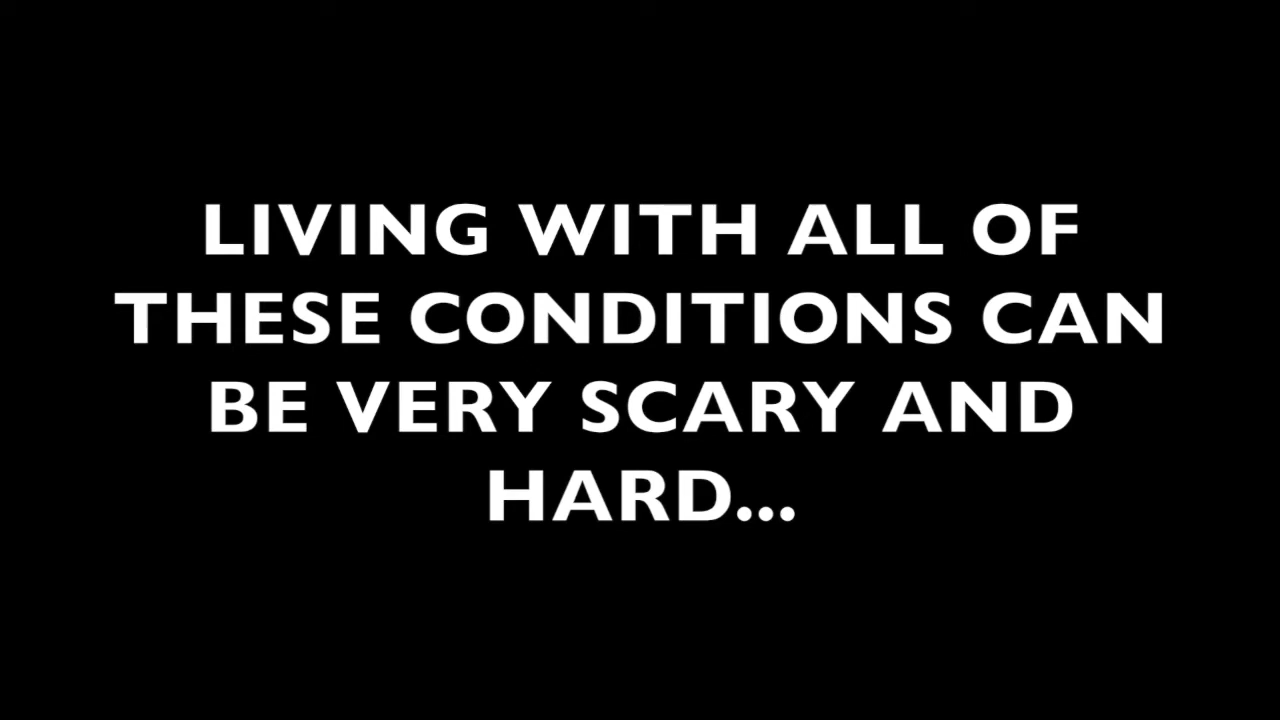 LIVING WITH ALL OF
THESE CONDITIONS CAN
BE VERY SCARY AND
HARD...